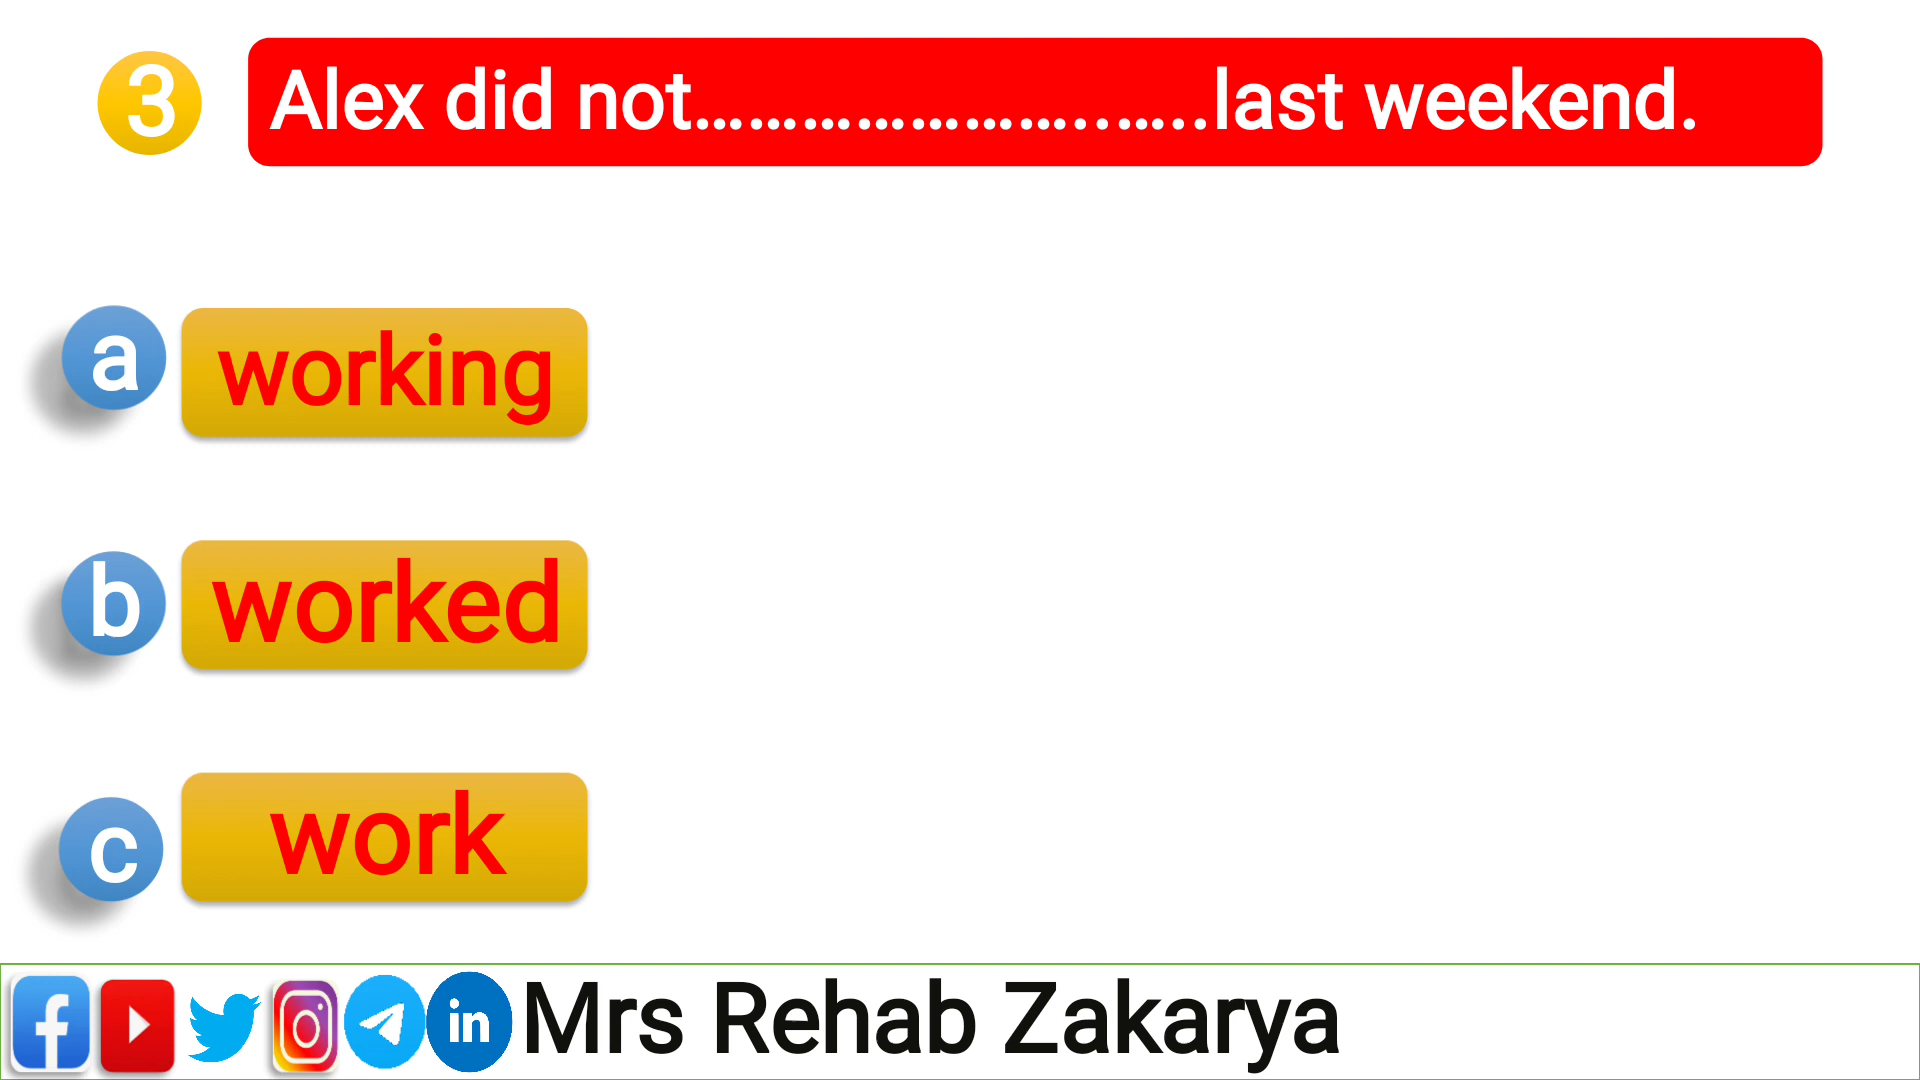 3
Alex did not…………………..…..last weekend.
a
working
b
worked
c
work
in Mrs Rehab Zakarya